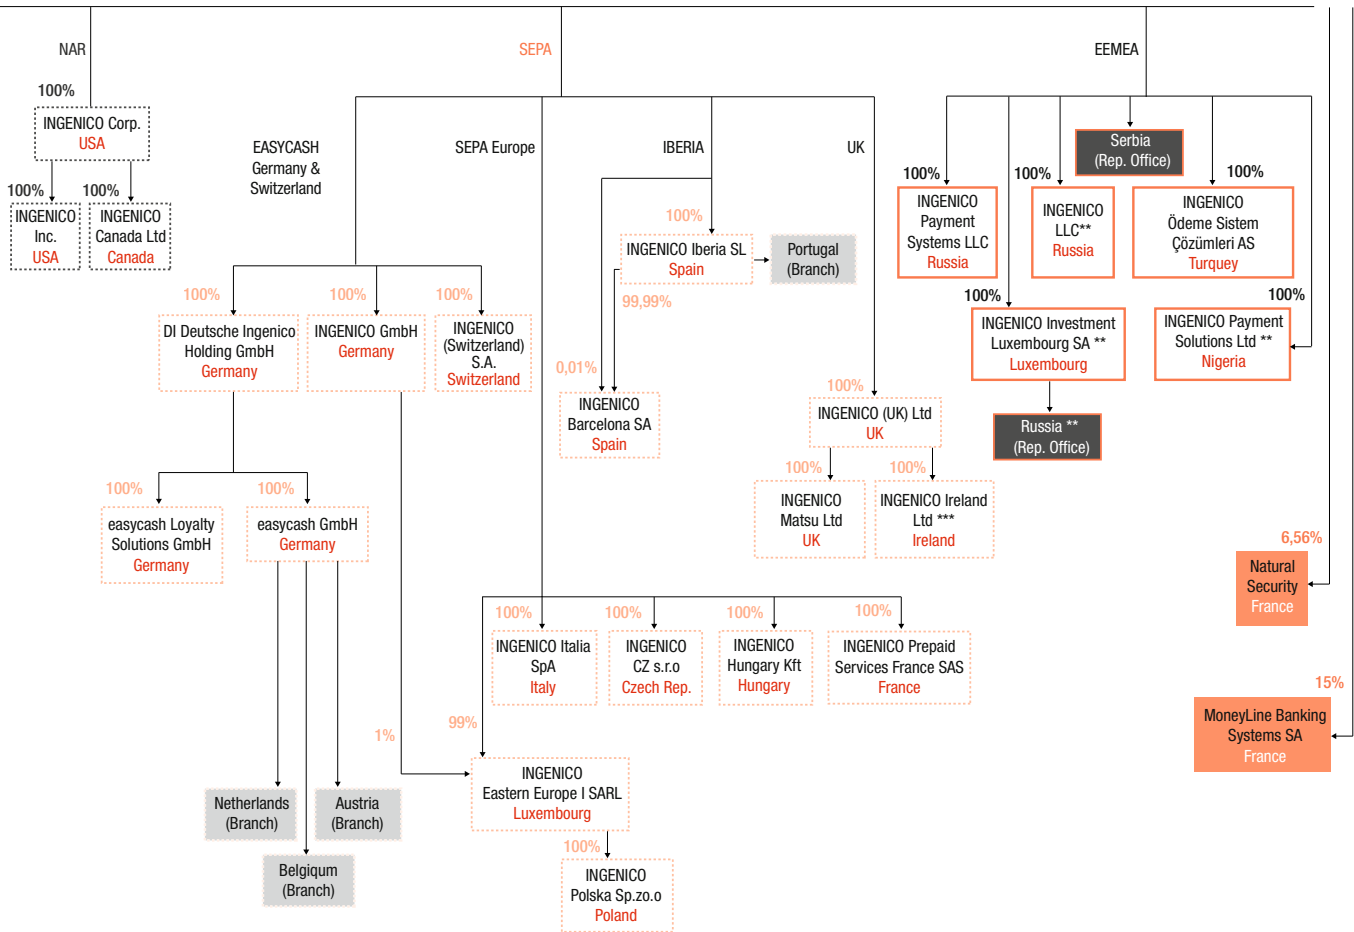 NAR
SEPA
EEMEA
100%
INGENICO Corp.
USA
100%
100%
INGENICO
Inc.
USA
INGENICO
Canada Ltd
Canada
EASYCASH
Germany &
Switzerland
SEPA Europe
IBERIA
UK
100%
100%
100%
DI Deutsche Ingenico
Holding GmbH
Germany
INGENICO GmbH
Germany
INGENICO
(Switzerland)
S.A.
Switzerland
100%
INGENICO Iberia SL
Spain
Portugal
(Branch)
99,99%
0,01%
INGENICO
Barcelona SA
Spain
100%
INGENICO (UK) Ltd
UK
100%
100%
INGENICO
Matsu Ltd
UK
INGENICO Ireland
Ltd ***
Ireland
Serbia
(Rep. Office)
100%
100%
100%
INGENICO
Payment
Systems LLC
Russia
INGENICO
LLC**
Russia
INGENICO
Ödeme Sistem
Çözümleri AS
Turquey
100%
100%
INGENICO Investment
Luxembourg SA **
Luxembourg
INGENICO Payment
Solutions Ltd **
Nigeria
Russia **
(Rep. Office)
100%
100%
easycash Loyalty
Solutions GmbH
Germany
easycash GmbH
Germany
6,56%
Natural
Security
France
100%
100%
100%
100%
INGENICO Italia
SpA
Italy
INGENICO
CZ s.r.o
Czech Rep.
INGENICO
Hungary Kft
Hungary
INGENICO Prepaid
Services France SAS
France
15%
MoneyLine Banking
Systems SA
France
1%
99%
INGENICO
Eastern Europe I SARL
Luxembourg
Netherlands
(Branch)
Austria
(Branch)
Belgiqum
(Branch)
100%
INGENICO
Polska Sp.zo.o
Poland